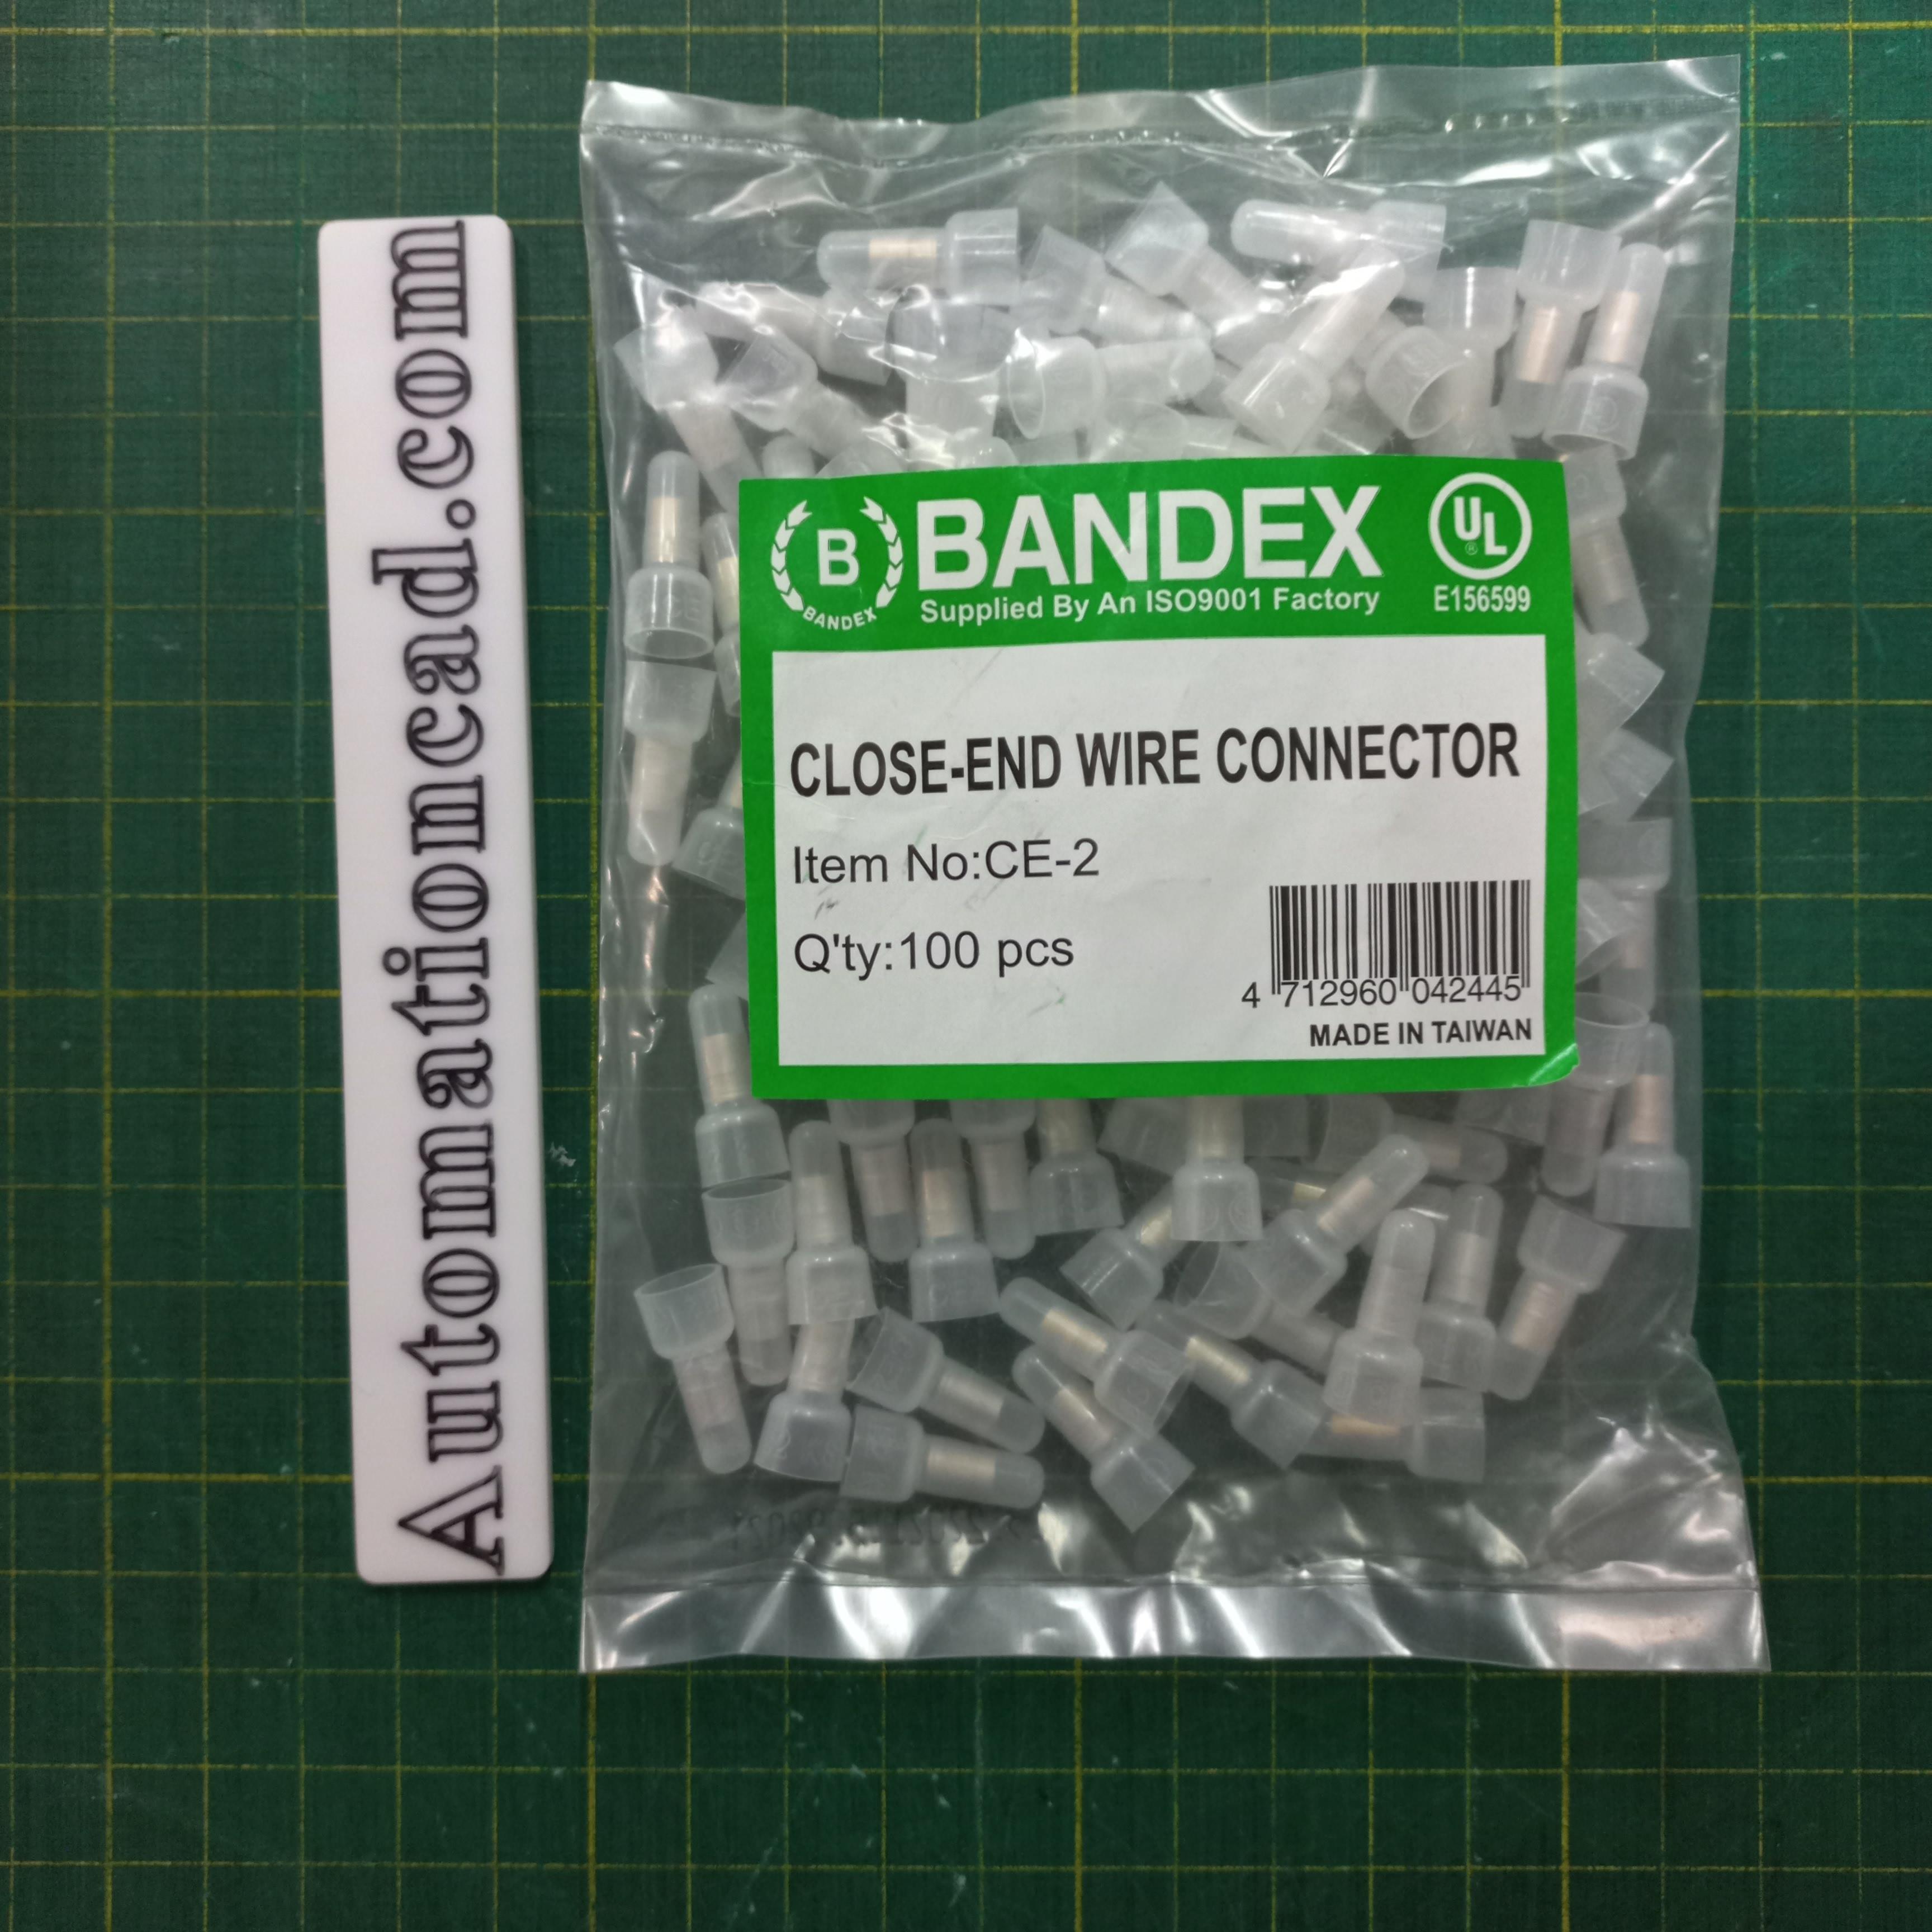 Automationcad.com
B
BANDEX
BANDEX
Supplied By An ISO9001 Factory
UL
®
E156599
CLOSE-END WIRE CONNECTOR
Item No:CE-2
Q'ty:100 pcs
4 712960 042445
MADE IN TAIWAN